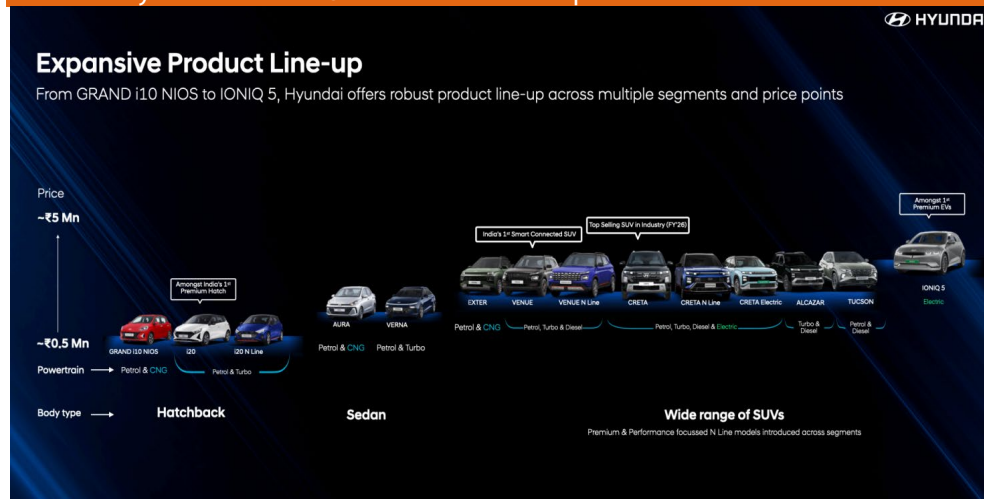 HYUNDAI
Expansive Product Line-up
From GRAND i10 NIOS to IONIQ 5, Hyundai offers robust product line-up across multiple segments and price points
Price
~₹5 Mn
~₹0.5 Mn
Amongst India's 1st
Premium Hatch
India's 1st Smart Connected SUV
Top Selling SUV in Industry (FY'26)
Amongst 1st
Premium EVs
GRAND i10 NIOS
i20
i20 N Line
AURA
VERNA
EXTER
VENUE
VENUE N Line
CRETA
CRETA N Line
CRETA Electric
ALCAZAR
TUCSON
IONIQ 5
Powertrain
Petrol & CNG
Petrol & Turbo
Petrol & CNG
Petrol & Turbo
Petrol & CNG
Petrol, Turbo & Diesel
Petrol, Turbo, Diesel & Electric
Turbo &
Diesel
Petrol &
Diesel
Electric
Body type
Hatchback
Sedan
Wide range of SUVs
Premium & Performance focussed N Line models introduced across segments